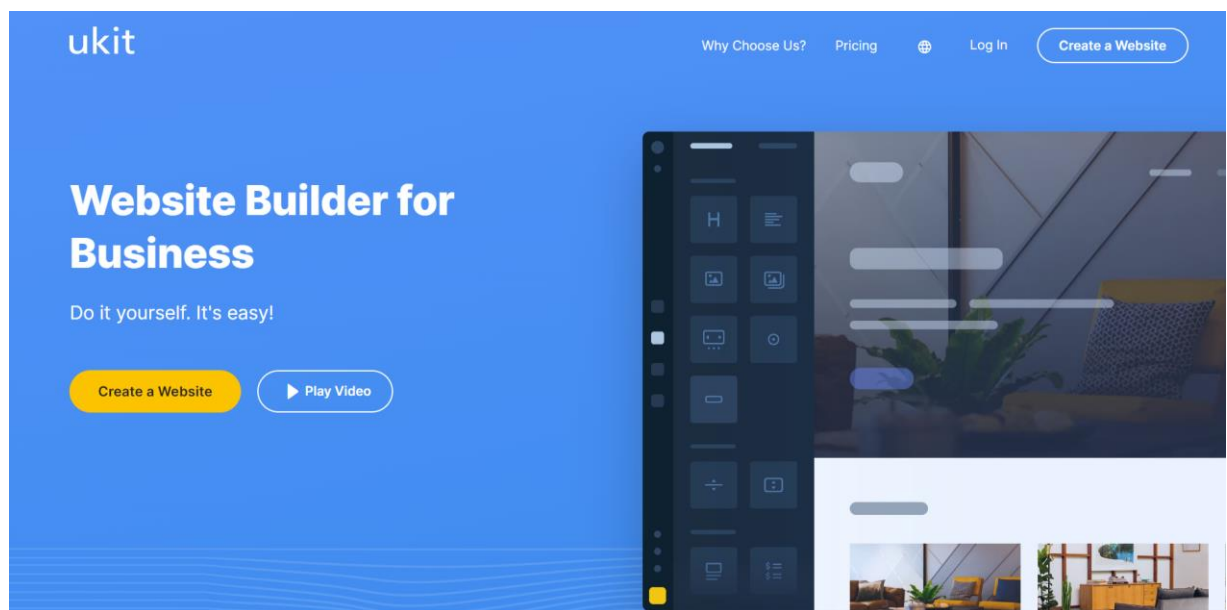 ukit
Why Choose Us? Pricing Log In Create a Website
Website Builder for
Business
Do it yourself. It's easy!
Create a Website Play Video
H